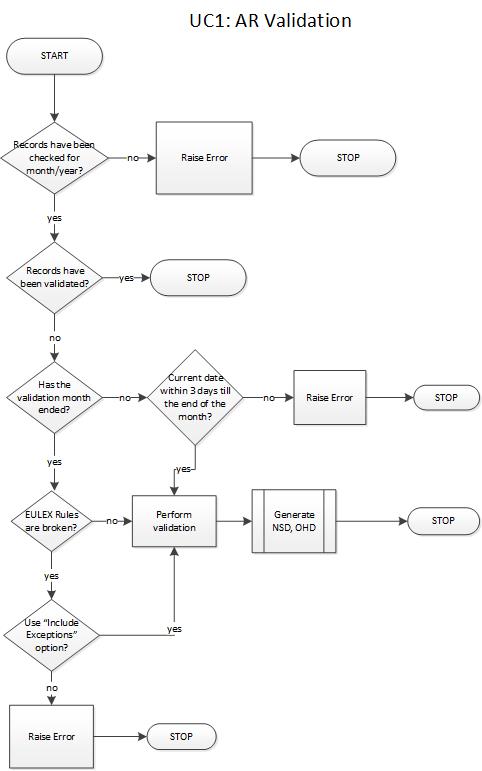 UC1: AR Validation
START
Records have been
checked for
month/year?
no
Raise Error
STOP
yes
Records have
been validated?
yes
STOP
no
Has the
validation month
ended?
no
Current date
within 3 days till
the end of the
month?
no
Raise Error
STOP
yes
yes
EULEX Rules
are broken?
no
Perform
validation
Generate
NSD, OHD
STOP
yes
Use “Include
Exceptions”
option?
yes
no
Raise Error
STOP